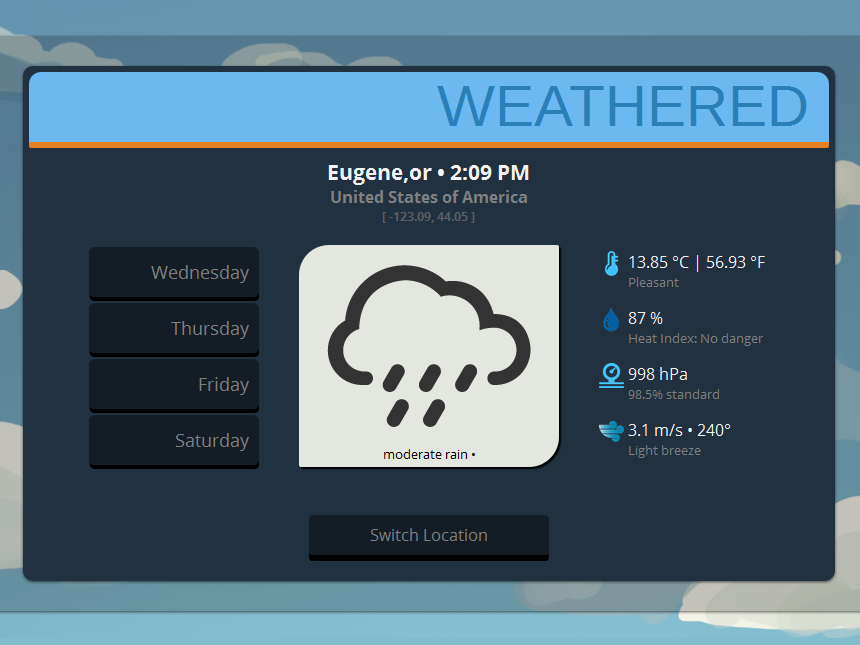 WEATHERED
Eugene,or • 2:09 PM
United States of America
[ -123.09, 44.05 ]
Wednesday
Thursday
Friday
Saturday
moderate rain •
13.85 °C | 56.93 °F
Pleasant
87 %
Heat Index: No danger
998 hPa
98.5% standard
3.1 m/s • 240°
Light breeze
Switch Location